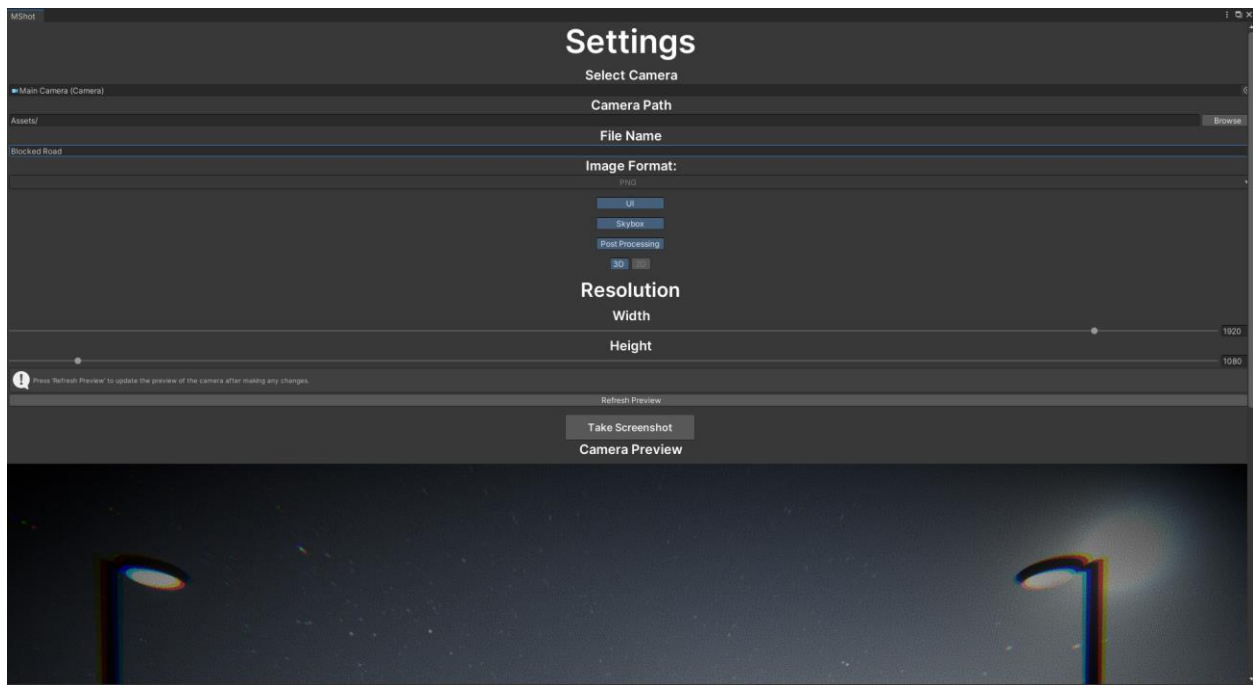 MShot
Settings
Select Camera
Main Camera (Camera)
Camera Path
Assets/
Browse
File Name
Blocked Road
Image Format:
PNG
UI
Skybox
Post Processing
3D 2D
Resolution
Width
1920
Height
1080
Press 'Refresh Preview' to update the preview of the camera after making any changes.
Refresh Preview
Take Screenshot
Camera Preview